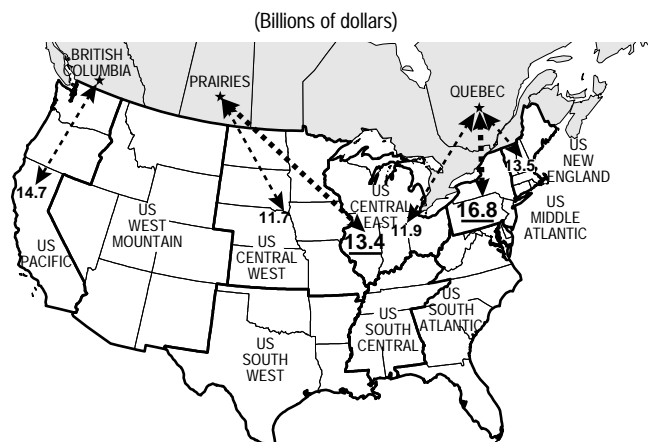 (Billions of dollars)
BRITISH
COLUMBIA
PRAIRIES
QUEBEC
US
NEW
ENGLAND
13.5
14.7
US
WEST
MOUNTAIN
US
PACIFIC
11.7
US
CENTRAL
WEST
US
CENTRAL
EAST
13.4
11.9
16.8
US
MIDDLE
ATLANTIC
US
SOUTH
ATLANTIC
US
SOUTH
CENTRAL
US
SOUTH
WEST